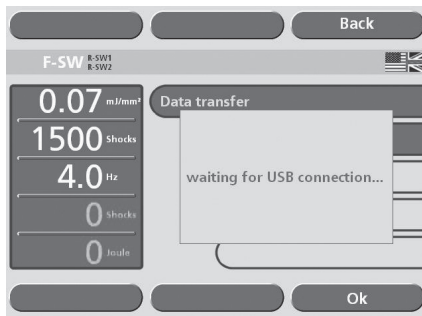 Back
F-SW R-SW1
R-SW2
0.07 mJ/mm²
Data transfer
1500 Shocks
4.0 Hz
waiting for USB connection...
0 Shocks
0 Joule
Ok